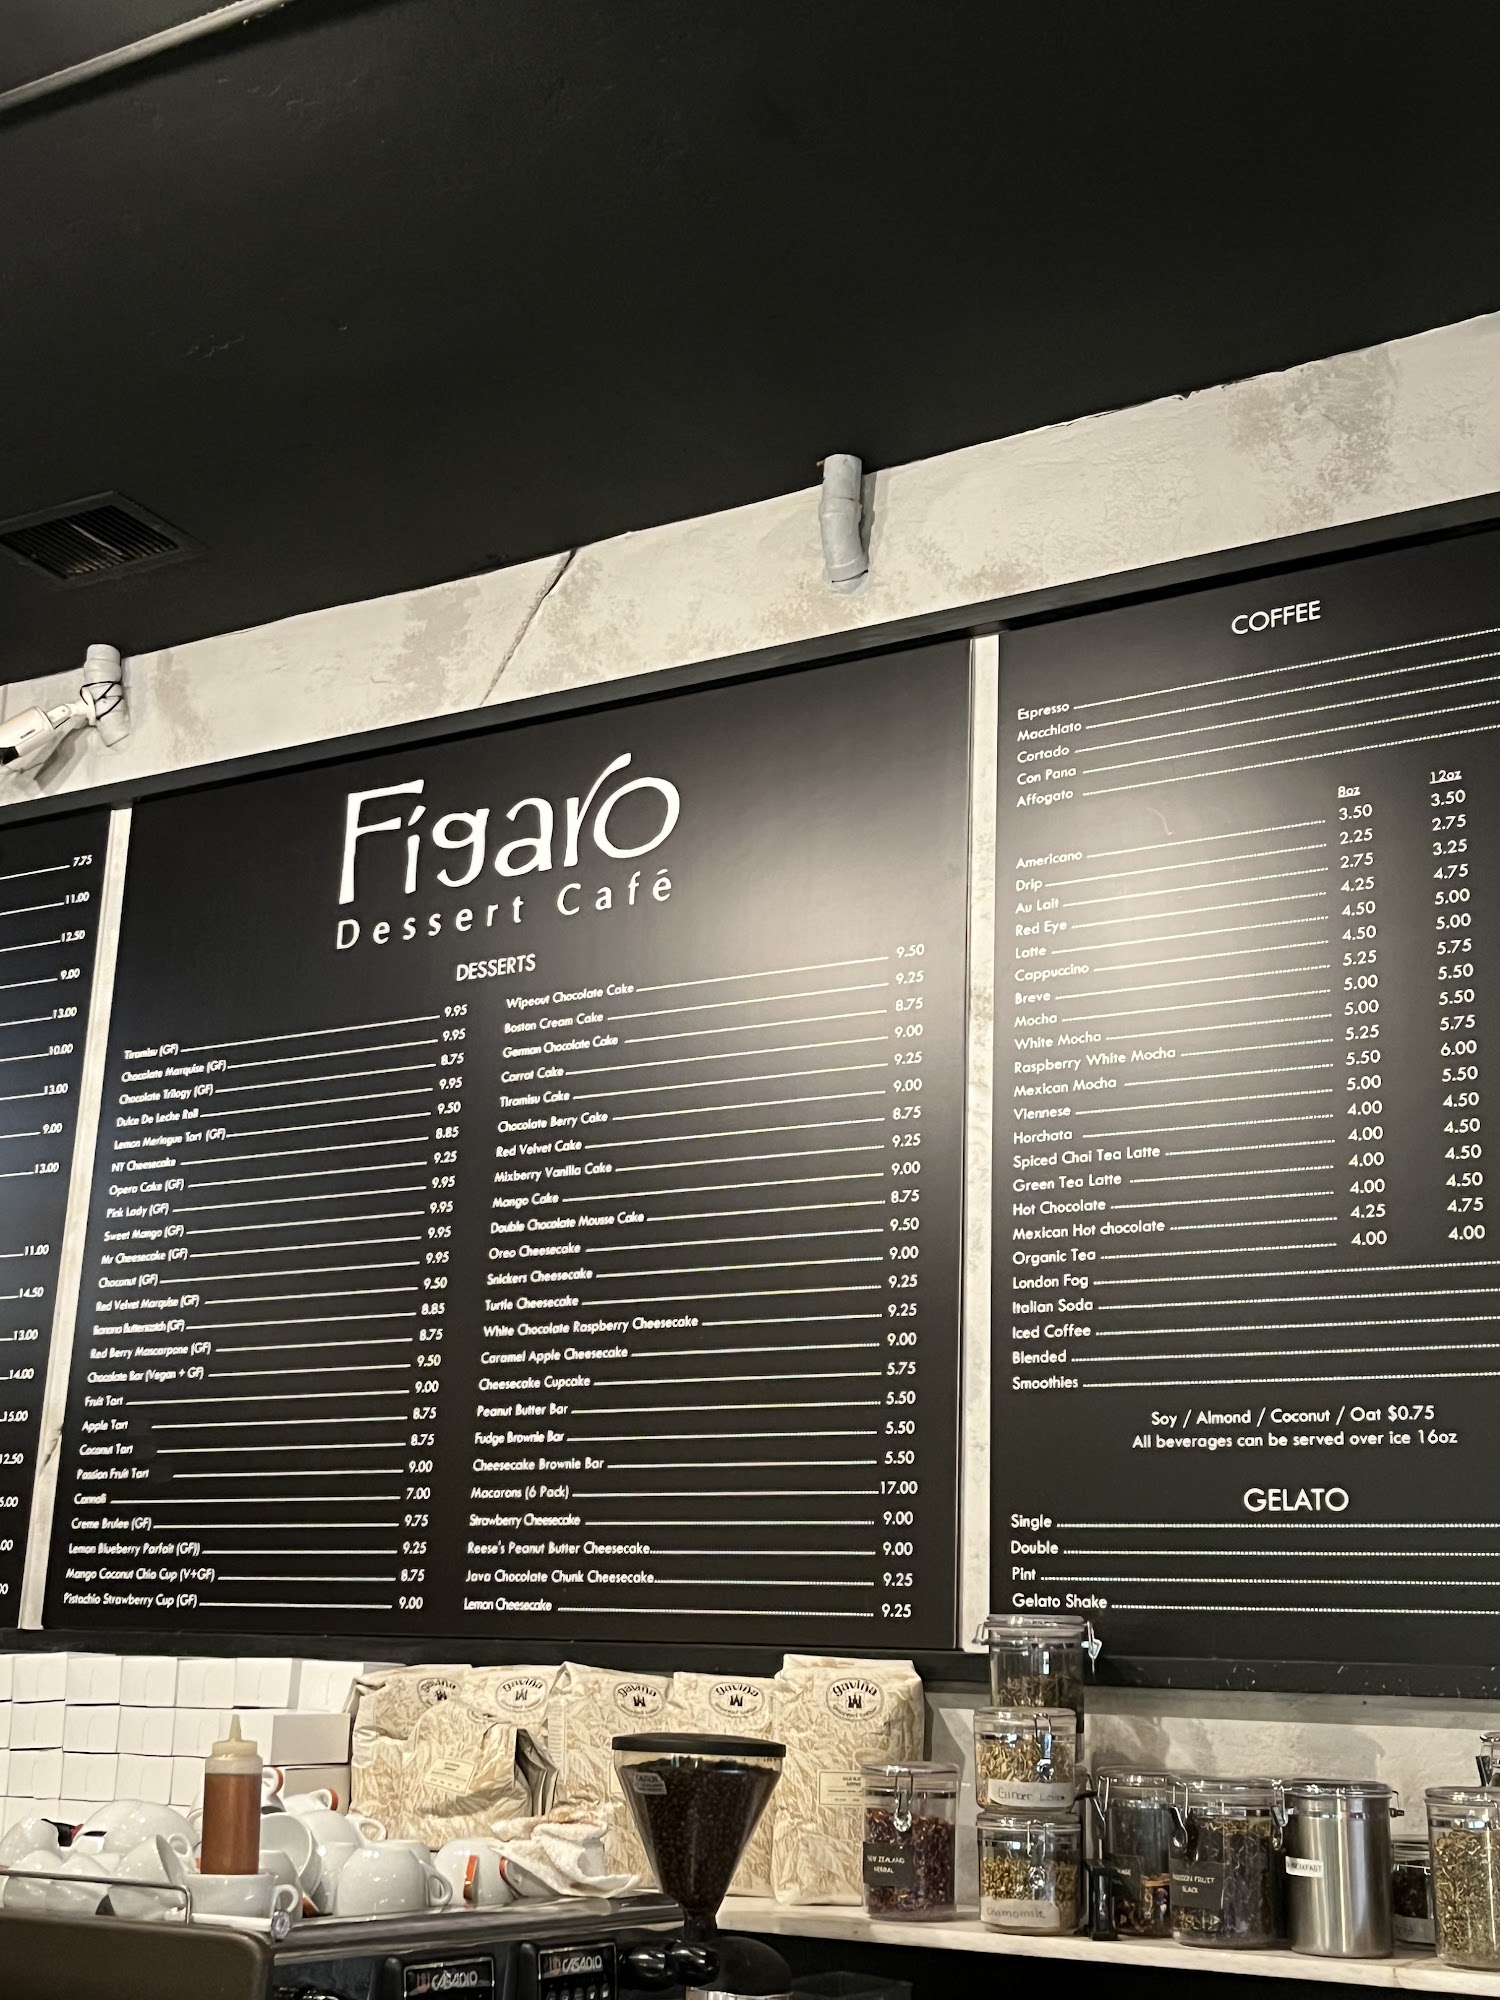 7.75
11.00
12.50
9.00
13.00
10.00
13.00
9.00
13.00
11.00
14.50
13.00
14.00
15.00
12.50
Figaro
Dessert Café
DESSERTS
Tiramisu (GF) 9.95
Chocolate Marquise (GF) 9.95
Chocolate Trilogy (GF) 8.75
Dulce De Leche Roll 9.95
Lemon Meringue Tart (GF) 9.50
NY Cheesecake 8.85
Opera Cake (GF) 9.25
Pink Lady (GF) 9.95
Sweet Mango (GF) 9.95
Mr Cheesecake (GF) 9.95
Choconut (GF) 9.95
Red Velvet Marquise (GF) 9.50
Banana Butterscotch (GF) 8.85
Red Berry Mascarpone (GF) 8.75
Chocolate Bar (Vegan + GF) 9.50
Fruit Tart 9.00
Apple Tart 8.75
Coconut Tart 8.75
Passion Fruit Tart 9.00
Cannoli 7.00
Creme Brulee (GF) 9.75
Lemon Blueberry Parfait (GF)) 9.25
Mango Coconut Chia Cup (V+GF) 8.75
Pistachio Strawberry Cup (GF) 9.00
Wipeout Chocolate Cake 9.50
Boston Cream Cake 9.25
German Chocolate Cake 8.75
Carrot Cake 9.00
Tiramisu Cake 9.25
Chocolate Berry Cake 9.00
Red Velvet Cake 8.75
Mixberry Vanilla Cake 9.25
Mango Cake 9.00
Double Chocolate Mousse Cake 8.75
Oreo Cheesecake 9.50
Snickers Cheesecake 9.00
Turtle Cheesecake 9.25
White Chocolate Raspberry Cheesecake 9.25
Caramel Apple Cheesecake 9.00
Cheesecake Cupcake 5.75
Peanut Butter Bar 5.50
Fudge Brownie Bar 5.50
Cheesecake Brownie Bar 5.50
Macarons (6 Pack) 17.00
Strawberry Cheesecake 9.00
Reese's Peanut Butter Cheesecake 9.00
Java Chocolate Chunk Cheesecake 9.25
Lemon Cheesecake 9.25
COFFEE
Espresso
Macchiato
Cortado
Con Pana
Affogato
8oz 12oz
Americano 3.50 3.50
Drip 2.25 2.75
Au Lait 2.75 3.25
Red Eye 4.25 4.75
Latte 4.50 5.00
Cappuccino 4.50 5.00
Breve 5.25 5.75
Mocha 5.00 5.50
White Mocha 5.00 5.50
Raspberry White Mocha 5.25 5.75
Mexican Mocha 5.50 6.00
Viennese 5.00 5.50
Horchata 4.00 4.50
Spiced Chai Tea Latte 4.00 4.50
Green Tea Latte 4.00 4.50
Hot Chocolate 4.00 4.50
Mexican Hot chocolate 4.25 4.75
Organic Tea 4.00 4.00
London Fog
Italian Soda
Iced Coffee
Blended
Smoothies
Soy / Almond / Coconut / Oat $0.75
All beverages can be served over ice 16oz
GELATO
Single
Double
Pint
Gelato Shake
gaviña
gaviña
gaviña
gaviña
gaviña
NEW ZEALAND
HERBAL
Chamomile
PASSION FRUIT
BLACK
BREAKFAST
CASADIO
CASADIO